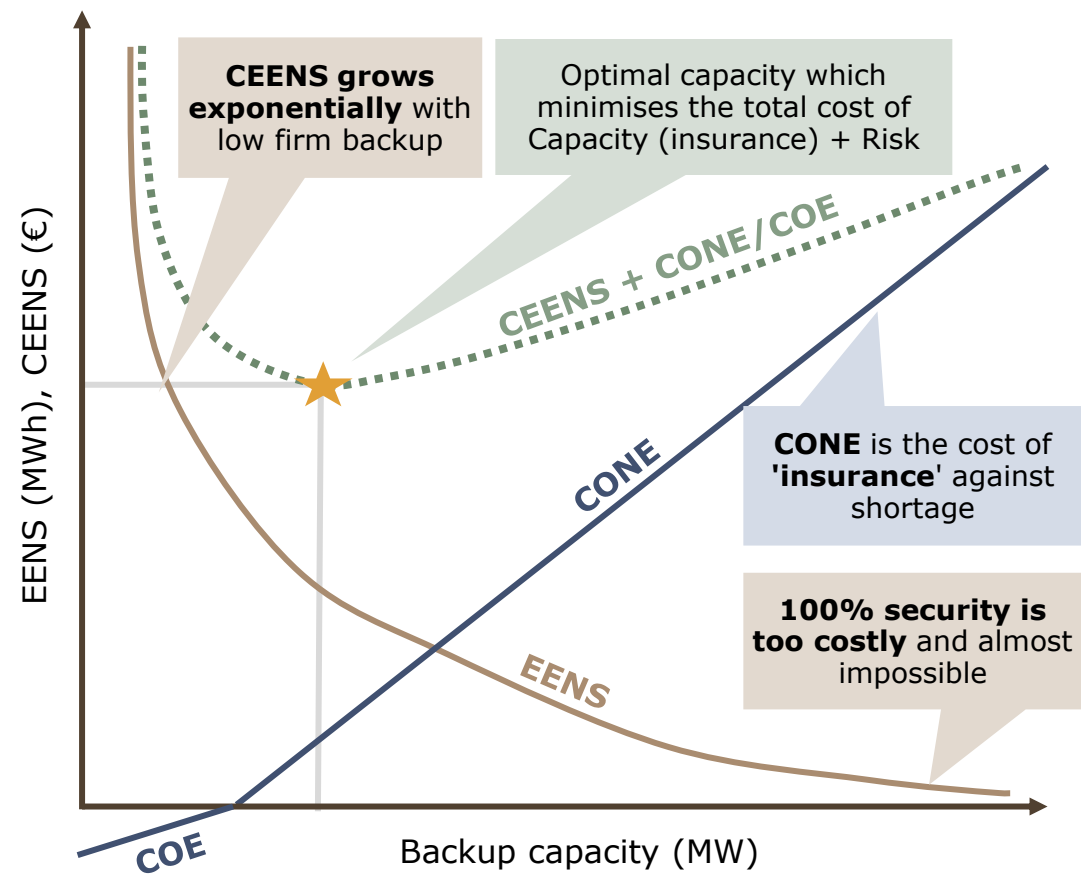 CEENS grows
exponentially with
low firm backup
Optimal capacity which
minimises the total cost of
Capacity (insurance) + Risk
EENS (MWh), CEENS (€)
CEENS + CONE/COE
CONE
CONE is the cost of
'insurance' against
shortage
100% security is
too costly and almost
impossible
EENS
COE
Backup capacity (MW)